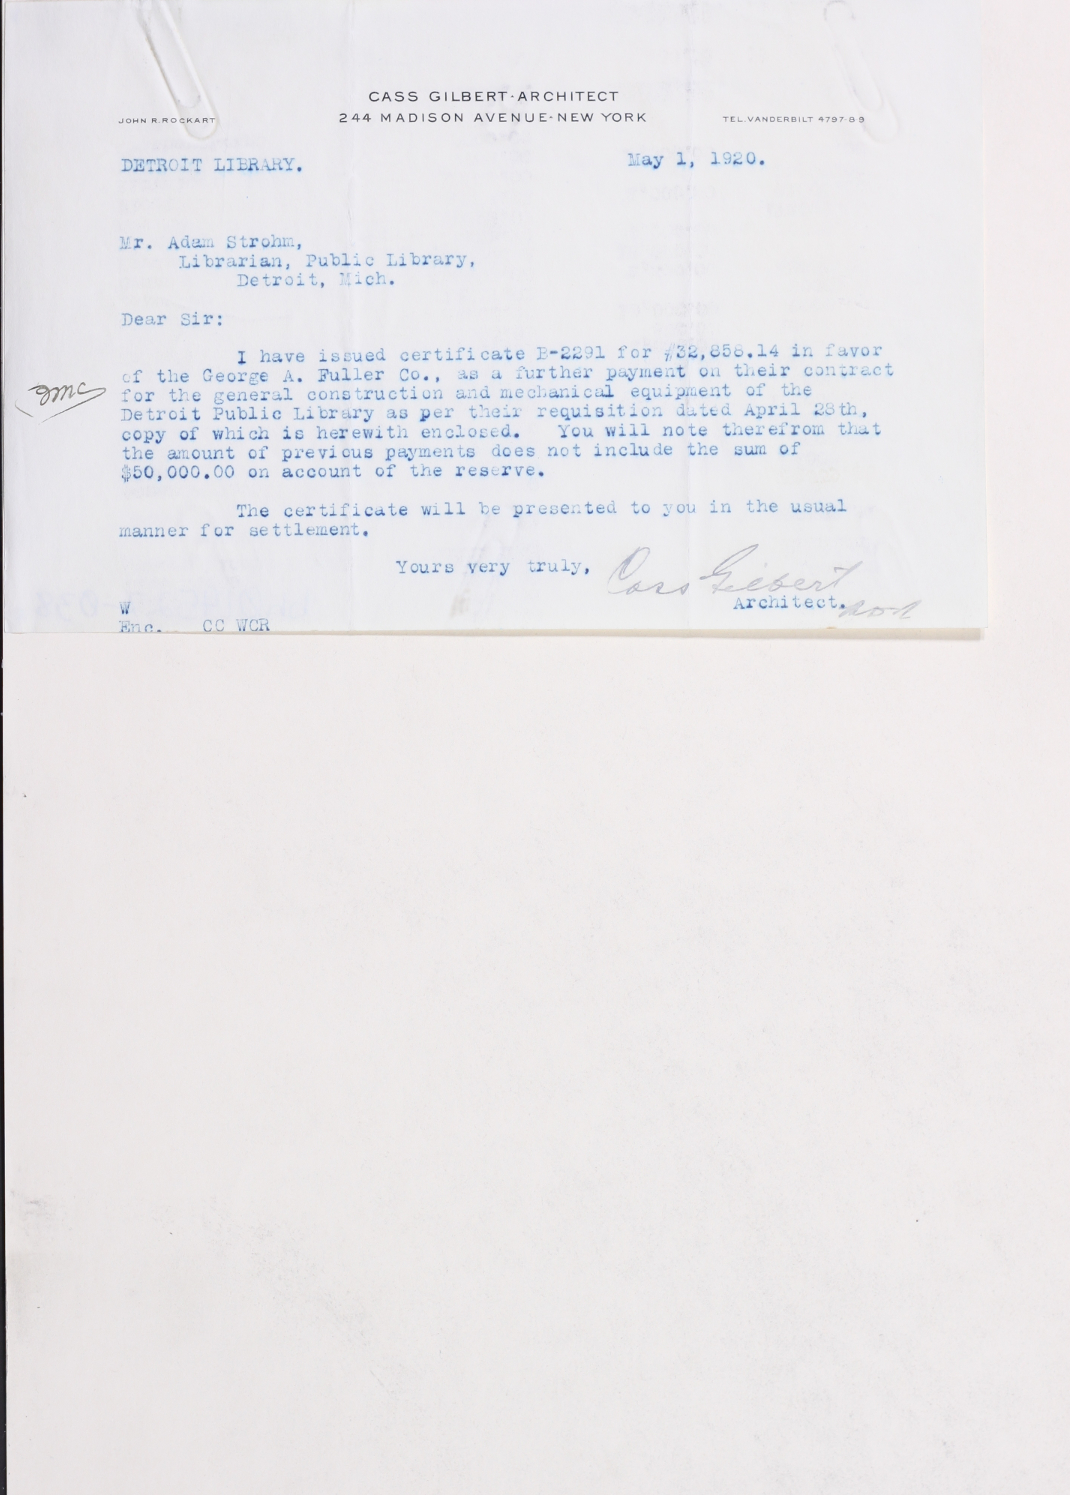 CASS GILBERT·ARCHITECT
JOHN R. ROCKART
244 MADISON AVENUE·NEW YORK
TEL. VANDERBILT 4797-8-9
DETROIT LIBRARY.
May 1, 1920.
Mr. Adam Strohm,
Librarian, Public Library,
Detroit, Mich.
Dear Sir:
I have issued certificate B-2291 for $32,858.14 in favor
of the George A. Fuller Co., as a further payment on their contract
for the general construction and mechanical equipment of the
Detroit Public Library as per their requisition dated April 28th,
copy of which is herewith enclosed. You will note therefrom that
the amount of previous payments does not include the sum of
$50,000.00 on account of the reserve.
The certificate will be presented to you in the usual
manner for settlement.
Yours very truly,
Cass Gilbert
Architect.
W
Enc. CC WCR